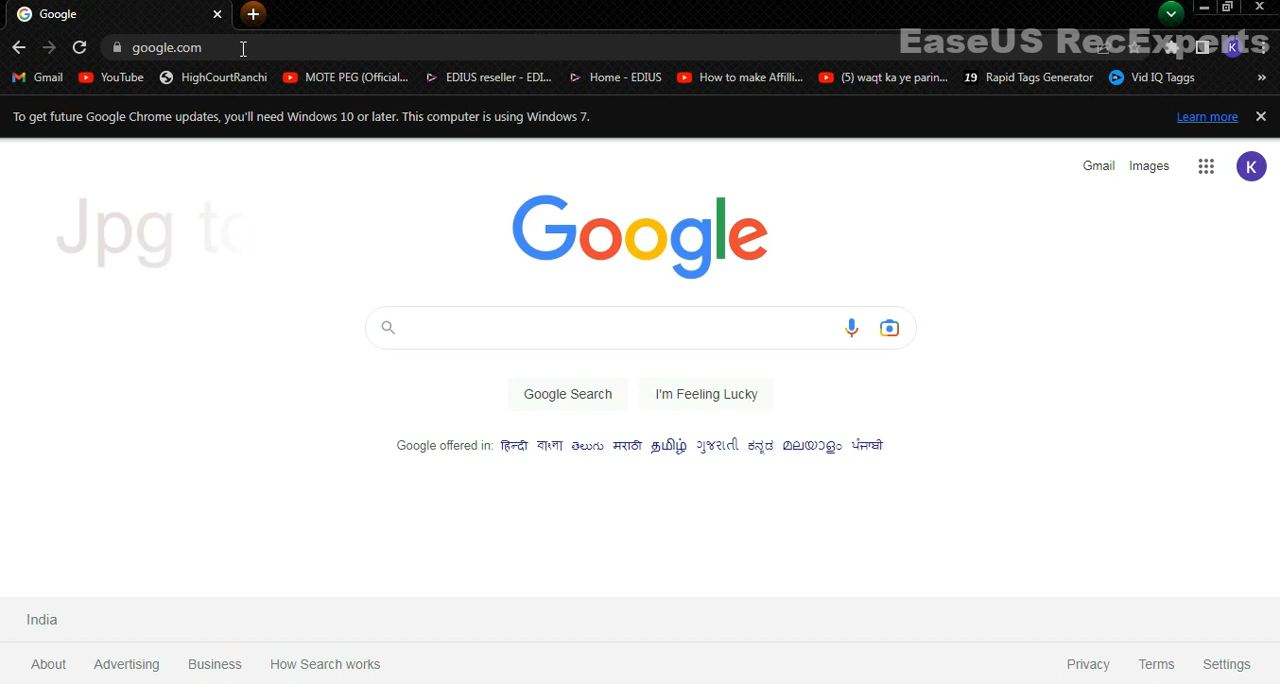 Google
google.com
EaseUS RecExperts
K
Gmail YouTube HighCourtRanchi MOTE PEG (Official... EDIUS reseller - EDI... Home - EDIUS How to make Affilli... (5) waqt ka ye parin... 19 Rapid Tags Generator Vid IQ Taggs »
To get future Google Chrome updates, you'll need Windows 10 or later. This computer is using Windows 7. Learn more
Gmail Images K
Jpg to
Google
Google Search I'm Feeling Lucky
Google offered in: हिन्दी বাংলা తెలుగు मराठी தமிழ் ગુજરાતી ಕನ್ನಡ മലയാളം ਪੰਜਾਬੀ
India
About Advertising Business How Search works Privacy Terms Settings